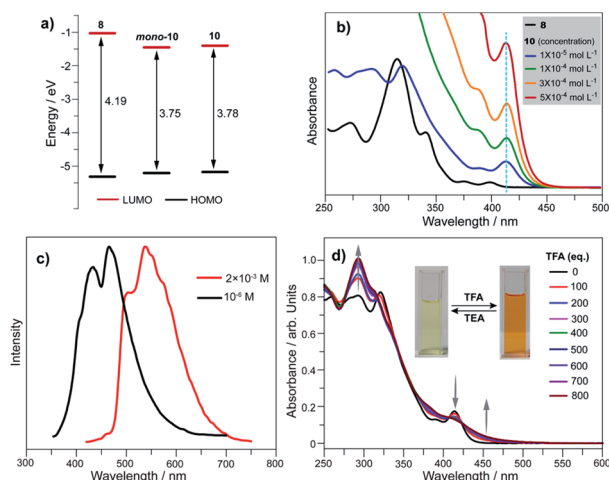 a)
8
mono-10
10
-1
-2
-3
-4
-5
Energy / eV
4.19
3.75
3.78
LUMO
HOMO
b)
8
10 (concentration)
1X10⁻⁵ mol L⁻¹
1X10⁻⁴ mol L⁻¹
3X10⁻⁴ mol L⁻¹
5X10⁻⁴ mol L⁻¹
Absorbance
250 300 350 400 450 500
Wavelength / nm
c)
2×10⁻³ M
10⁻⁶ M
Intensity
300 400 500 600 700 800
Wavelength / nm
d)
TFA (eq.)
0
100
200
300
400
500
600
700
800
TFA
TEA
1.0
0.8
0.6
0.4
0.2
0
Absorbance / arb. Units
250 300 350 400 450 500 550 600
Wavelength / nm